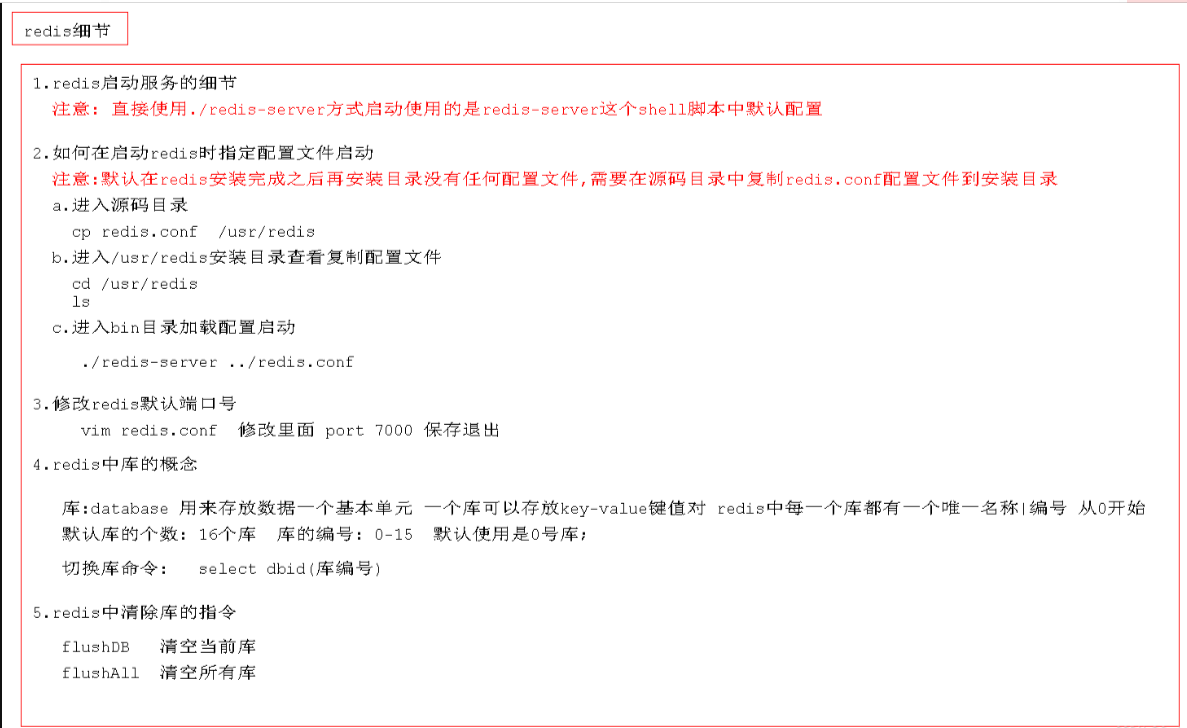 redis细节
1.redis启动服务的细节
注意: 直接使用./redis-server方式启动使用的是redis-server这个shell脚本中默认配置
2.如何在启动redis时指定配置文件启动
注意:默认在redis安装完成之后再安装目录没有任何配置文件,需要在源码目录中复制redis.conf配置文件到安装目录
a.进入源码目录
cp redis.conf /usr/redis
b.进入/usr/redis安装目录查看复制配置文件
cd /usr/redis
ls
c.进入bin目录加载配置启动
./redis-server ../redis.conf
3.修改redis默认端口号
vim redis.conf 修改里面 port 7000 保存退出
4.redis中库的概念
库:database 用来存放数据一个基本单元 一个库可以存放key-value键值对 redis中每一个库都有一个唯一名称|编号 从0开始
默认库的个数: 16个库 库的编号: 0-15 默认使用是0号库;
切换库命令: select dbid(库编号)
5.redis中清除库的指令
flushDB 清空当前库
flushAll 清空所有库